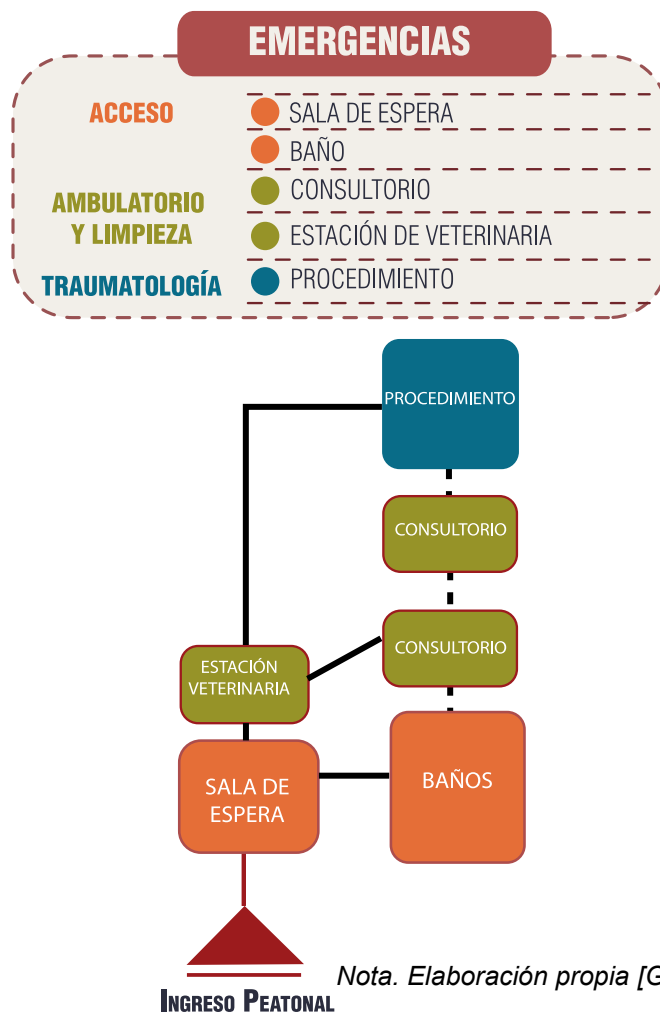 EMERGENCIAS
ACCESO
SALA DE ESPERA
BAÑO
AMBULATORIO
Y LIMPIEZA
CONSULTORIO
ESTACIÓN DE VETERINARIA
TRAUMATOLOGÍA
PROCEDIMIENTO
PROCEDIMIENTO
CONSULTORIO
CONSULTORIO
ESTACIÓN
VETERINARIA
SALA DE
ESPERA
BAÑOS
Nota. Elaboración propia [G
INGRESO PEATONAL